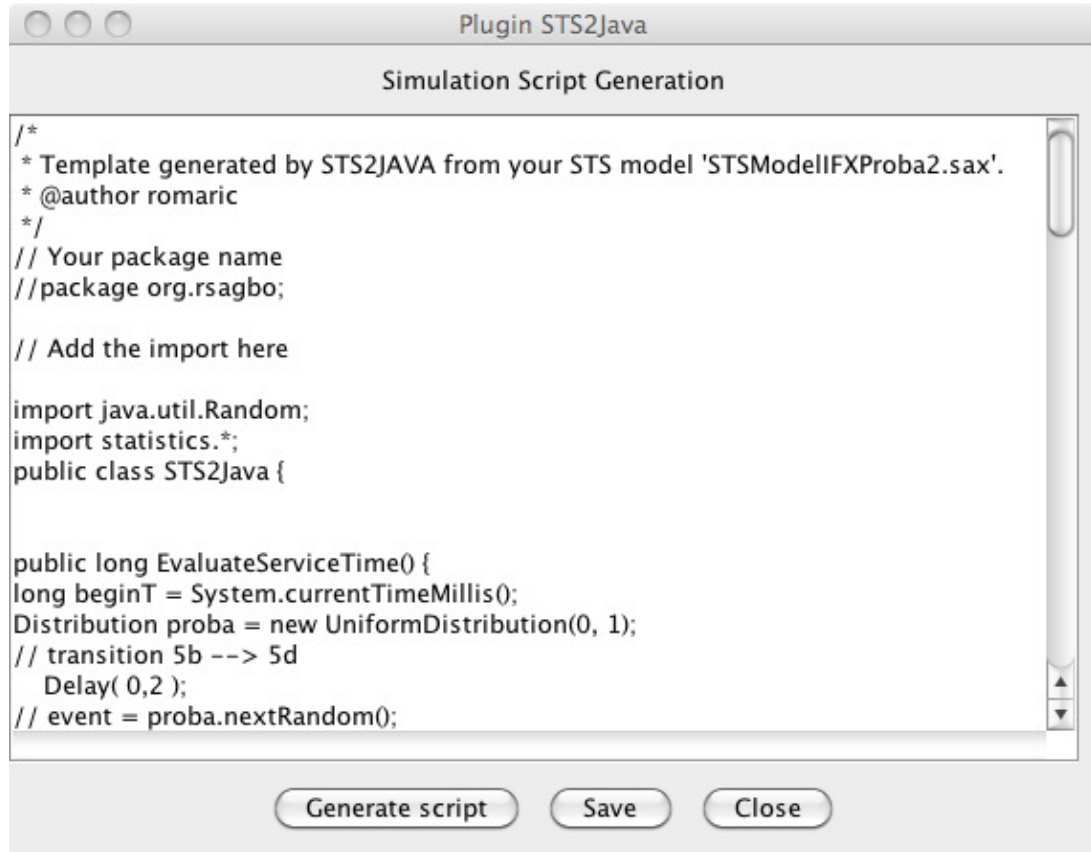 Plugin STS2Java
Simulation Script Generation
/*
 * Template generated by STS2JAVA from your STS model 'STSModelIFXProba2.sax'.
 * @author romaric
 */
// Your package name
//package org.rsagbo;
// Add the import here
import java.util.Random;
import statistics.*;
public class STS2Java {
public long EvaluateServiceTime() {
long beginT = System.currentTimeMillis();
Distribution proba = new UniformDistribution(0, 1);
// transition 5b --> 5d
   Delay( 0,2 );
// event = proba.nextRandom();
Generate script Save Close